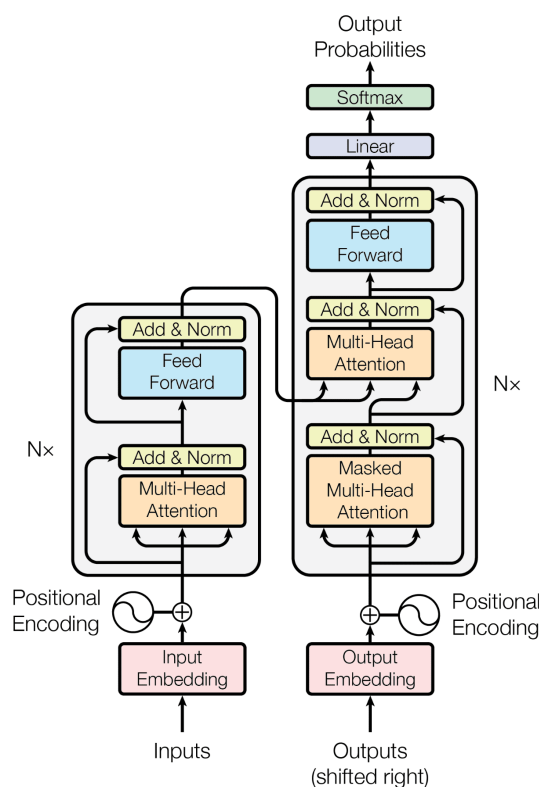 Output
Probabilities
Softmax
Linear
Add & Norm
Feed
Forward
Add & Norm
Multi-Head
Attention
Add & Norm
Masked
Multi-Head
Attention
N×
Add & Norm
Feed
Forward
Add & Norm
Multi-Head
Attention
N×
Positional
Encoding
Positional
Encoding
Input
Embedding
Output
Embedding
Inputs
Outputs
(shifted right)